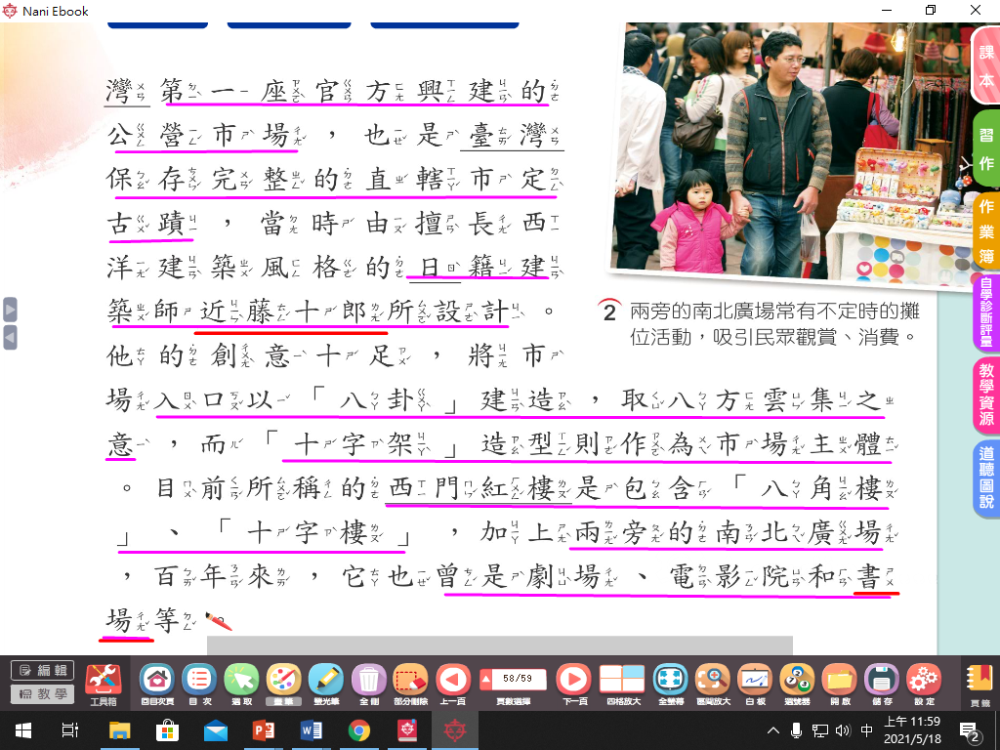 Nani Ebook
灣第一座官方興建的
公營市場，也是臺灣
保存完整的直轄市定
古蹟，當時由擅長西
洋建築風格的日籍建
築師近藤十郎所設計。
他的創意十足，將市
場入口以「八卦」建造，取八方雲集之
意，而「十字架」造型則作為市場主體
。目前所稱的西門紅樓是包含「八角樓
」、「十字樓」，加上兩旁的南北廣場
，百年來，它也曾是劇場、電影院和書
場等。
2 兩旁的南北廣場常有不定時的攤
位活動，吸引民眾觀賞、消費。
課本
習作
作業簿
自學診斷評量
教學資源
道聽圖說
編輯
教學
工具箱
回目次頁
目次
選取
畫筆
螢光筆
全刪
部分刪除
上一頁
58/59
頁數選擇
下一頁
四格放大
全螢幕
區間放大
白板
選號器
開啟
儲存
設定
頁籤
中
上午 11:59
2021/5/18
2